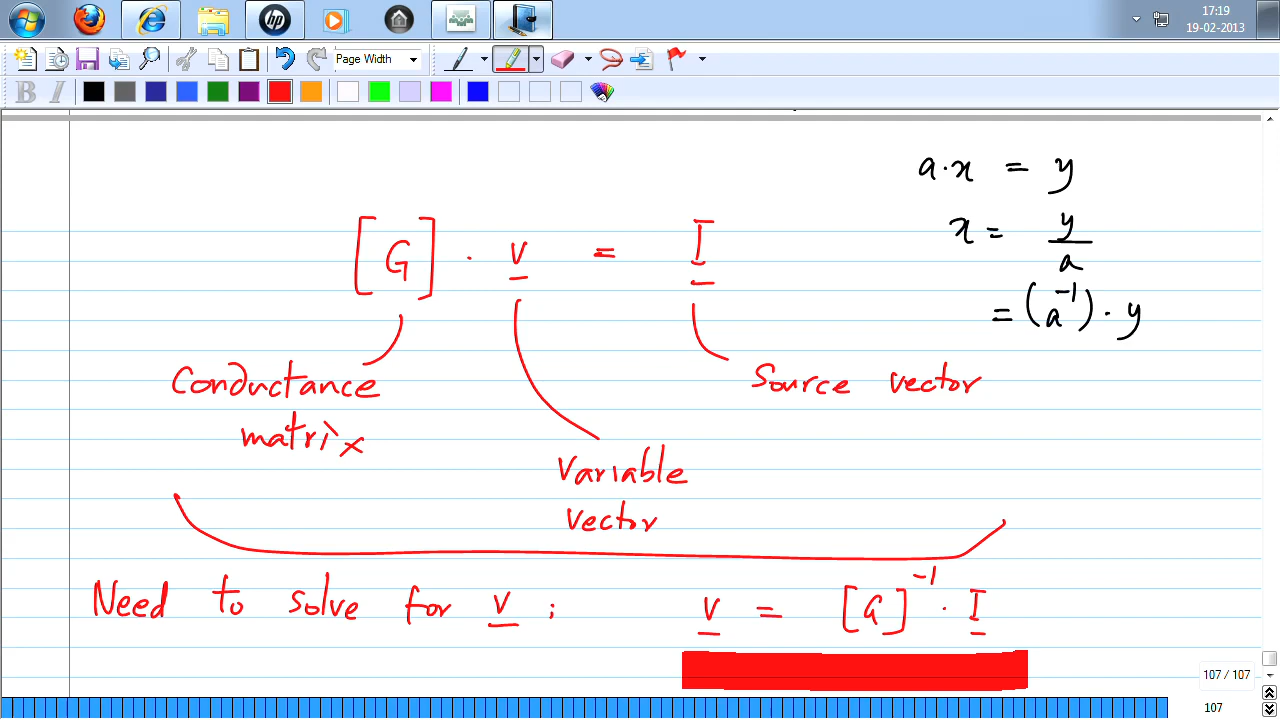 17:19
19-02-2013
Page Width
B I
a·x = y
x = y/a
= (a⁻¹)·y
[G] · v = I
Conductance matrix
Source vector
Variable vector
Need to solve for v ; v = [G]⁻¹ · I
107 / 107
107